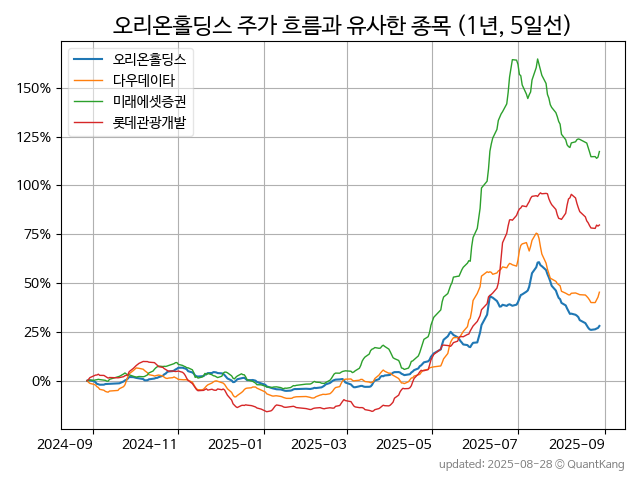 오리온홀딩스 주가 흐름과 유사한 종목 (1년, 5일선)
오리온홀딩스
다우데이타
미래에셋증권
롯데관광개발
150%
125%
100%
75%
50%
25%
0%
2024-09
2024-11
2025-01
2025-03
2025-05
2025-07
2025-09
updated: 2025-08-28 © QuantKang